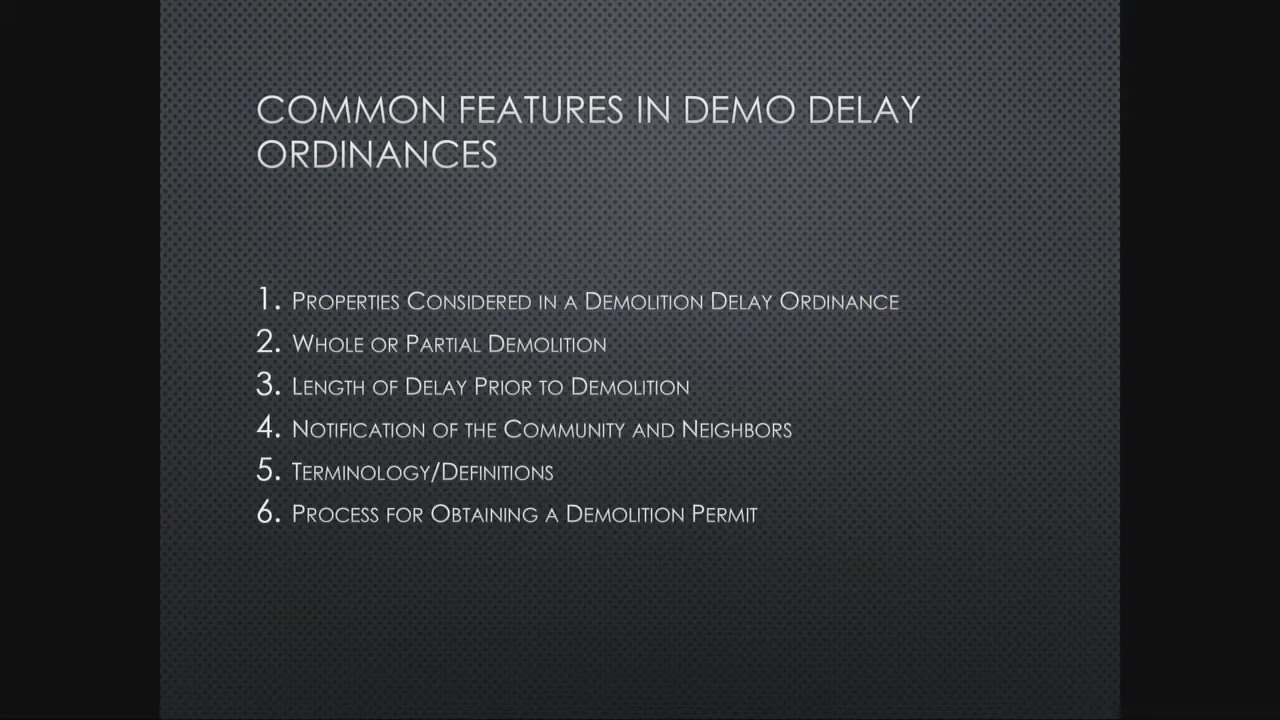 COMMON FEATURES IN DEMO DELAY
ORDINANCES
1. PROPERTIES CONSIDERED IN A DEMOLITION DELAY ORDINANCE
2. WHOLE OR PARTIAL DEMOLITION
3. LENGTH OF DELAY PRIOR TO DEMOLITION
4. NOTIFICATION OF THE COMMUNITY AND NEIGHBORS
5. TERMINOLOGY/DEFINITIONS
6. PROCESS FOR OBTAINING A DEMOLITION PERMIT